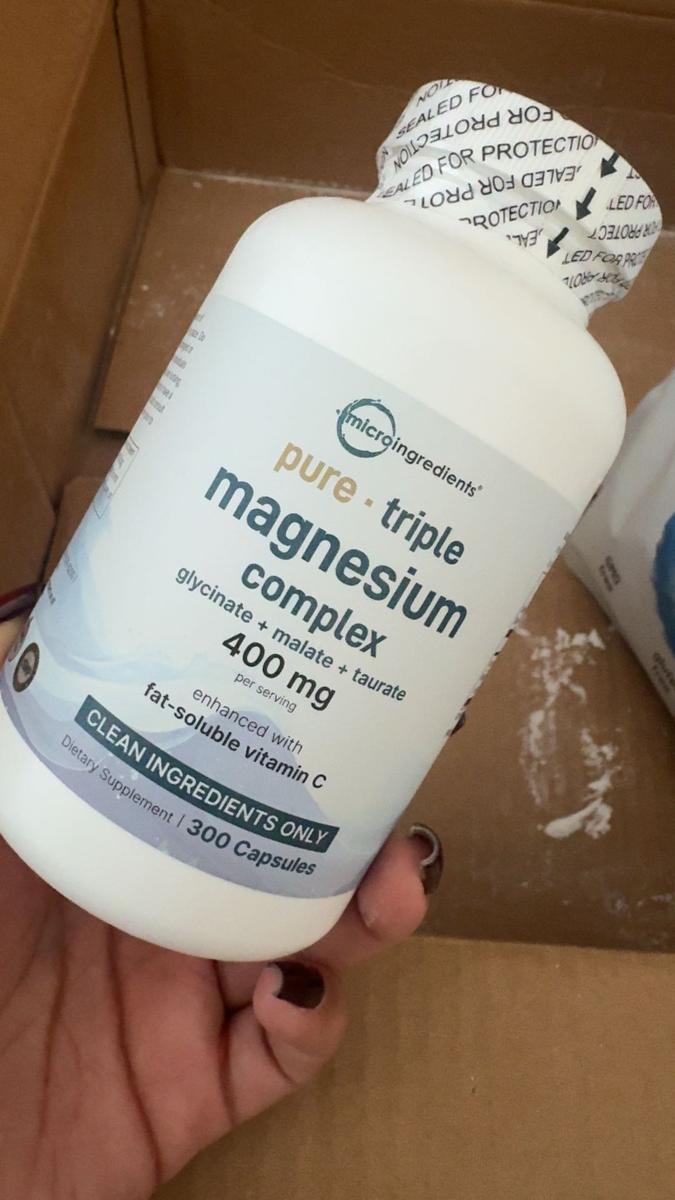 SEALED FOR PROTECTION
microingredients®
pure · triple
magnesium
complex
glycinate + malate + taurate
400 mg
per serving
enhanced with
fat-soluble vitamin C
CLEAN INGREDIENTS ONLY
Dietary Supplement | 300 Capsules